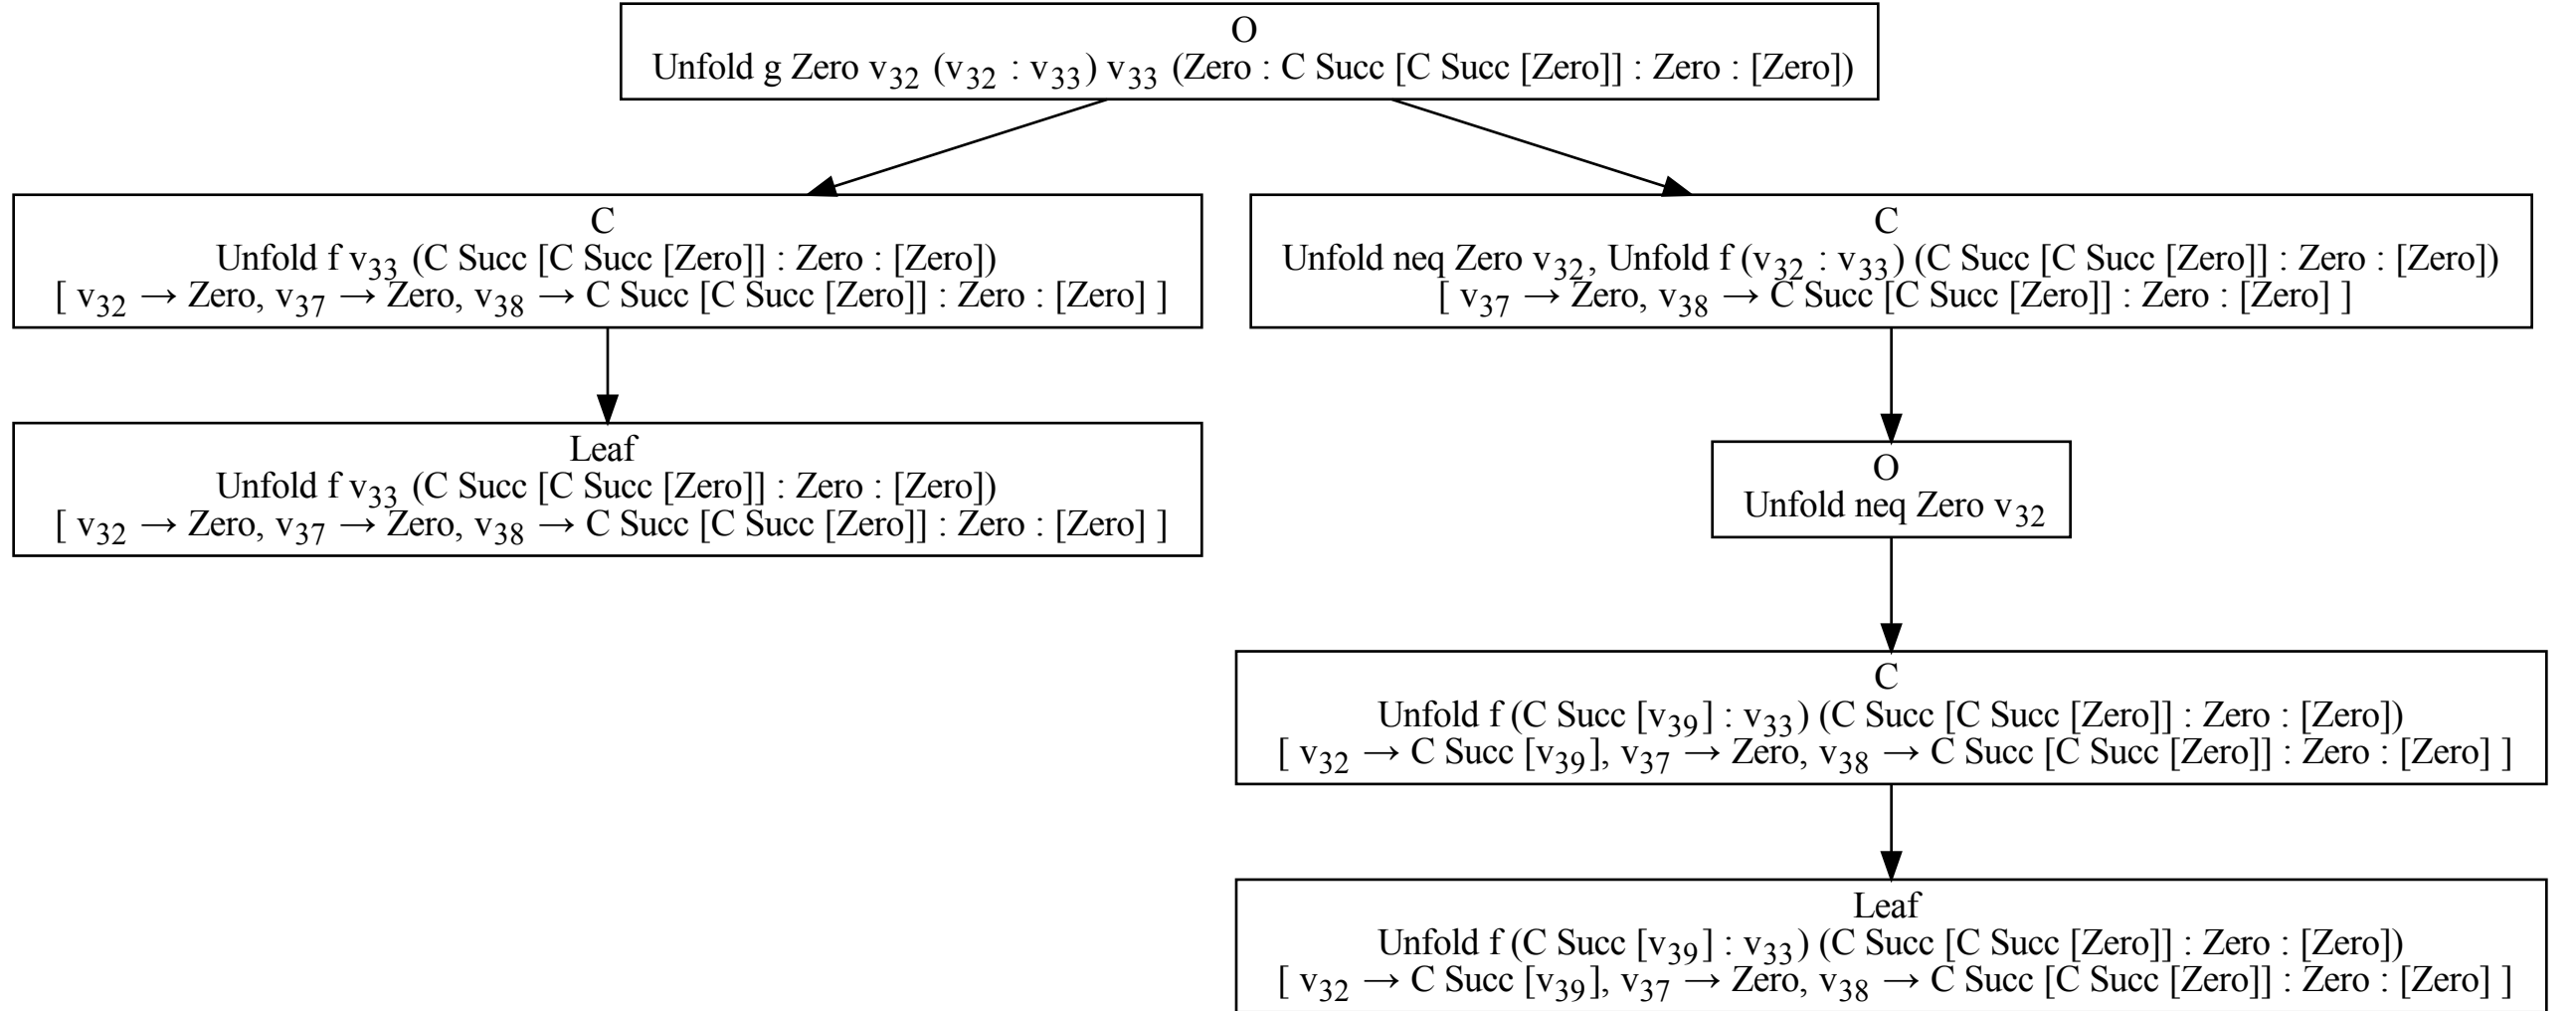 O
Unfold g Zero v32 (v32 : v33) v33 (Zero : C Succ [C Succ [Zero]] : Zero : [Zero])
C
Unfold f v33 (C Succ [C Succ [Zero]] : Zero : [Zero])
[ v32 → Zero, v37 → Zero, v38 → C Succ [C Succ [Zero]] : Zero : [Zero] ]
C
Unfold neq Zero v32, Unfold f (v32 : v33) (C Succ [C Succ [Zero]] : Zero : [Zero])
[ v37 → Zero, v38 → C Succ [C Succ [Zero]] : Zero : [Zero] ]
Leaf
Unfold f v33 (C Succ [C Succ [Zero]] : Zero : [Zero])
[ v32 → Zero, v37 → Zero, v38 → C Succ [C Succ [Zero]] : Zero : [Zero] ]
O
Unfold neq Zero v32
C
Unfold f (C Succ [v39] : v33) (C Succ [C Succ [Zero]] : Zero : [Zero])
[ v32 → C Succ [v39], v37 → Zero, v38 → C Succ [C Succ [Zero]] : Zero : [Zero] ]
Leaf
Unfold f (C Succ [v39] : v33) (C Succ [C Succ [Zero]] : Zero : [Zero])
[ v32 → C Succ [v39], v37 → Zero, v38 → C Succ [C Succ [Zero]] : Zero : [Zero] ]